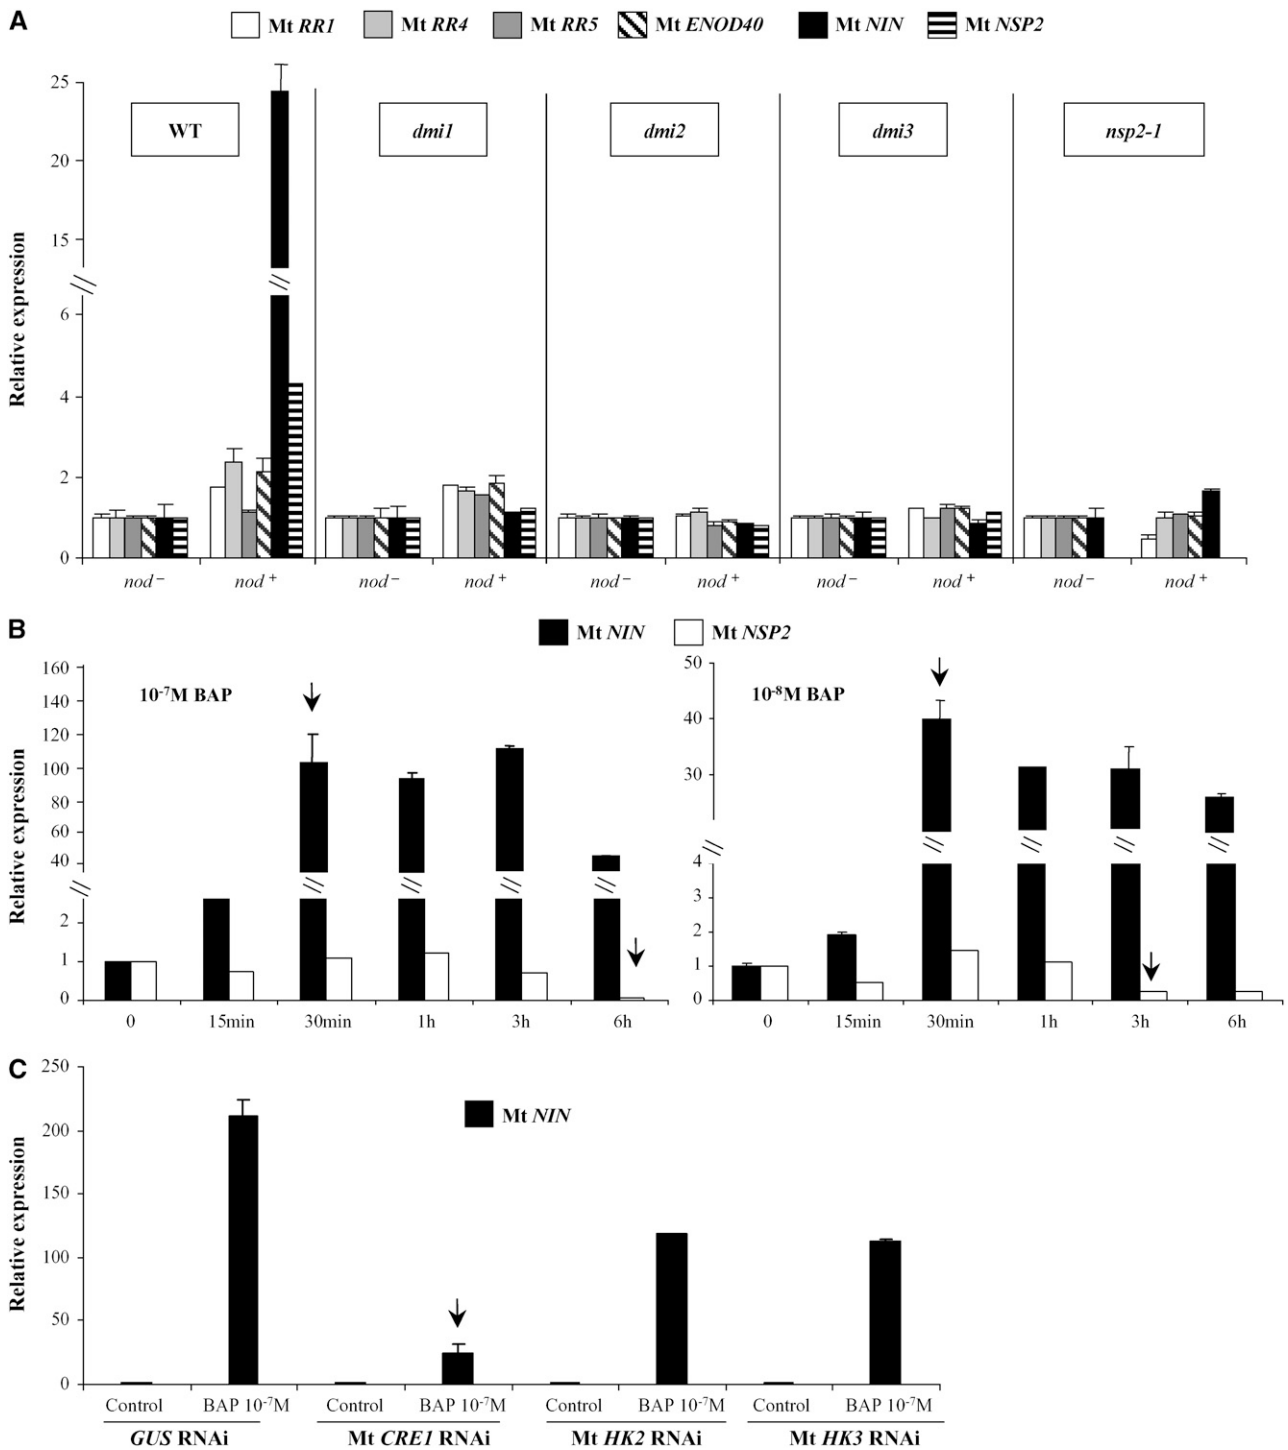 A
Mt RR1 Mt RR4 Mt RR5 Mt ENOD40 Mt NIN Mt NSP2
Relative expression
25
20
15
6
4
2
0
WT dmi1 dmi2 dmi3 nsp2-1
nod⁻ nod⁺ nod⁻ nod⁺ nod⁻ nod⁺ nod⁻ nod⁺ nod⁻ nod⁺
B
Mt NIN Mt NSP2
Relative expression
10⁻⁷M BAP
160
140
120
100
80
60
40
2
1
0
0 15min 30min 1h 3h 6h
10⁻⁸M BAP
50
40
30
4
3
2
1
0
0 15min 30min 1h 3h 6h
C
Mt NIN
Relative expression
250
200
150
100
50
0
Control BAP 10⁻⁷M Control BAP 10⁻⁷M Control BAP 10⁻⁷M Control BAP 10⁻⁷M
GUS RNAi Mt CRE1 RNAi Mt HK2 RNAi Mt HK3 RNAi